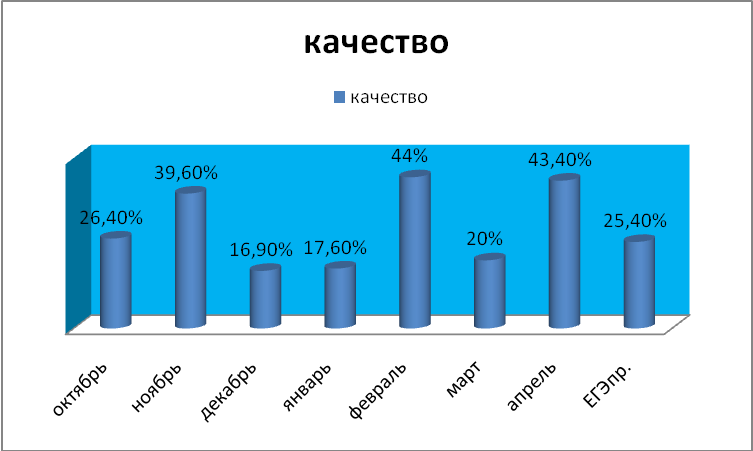 качество
качество
26,40%
39,60%
16,90%
17,60%
44%
20%
43,40%
25,40%
октябрь
ноябрь
декабрь
январь
февраль
март
апрель
ЕГЭпр.